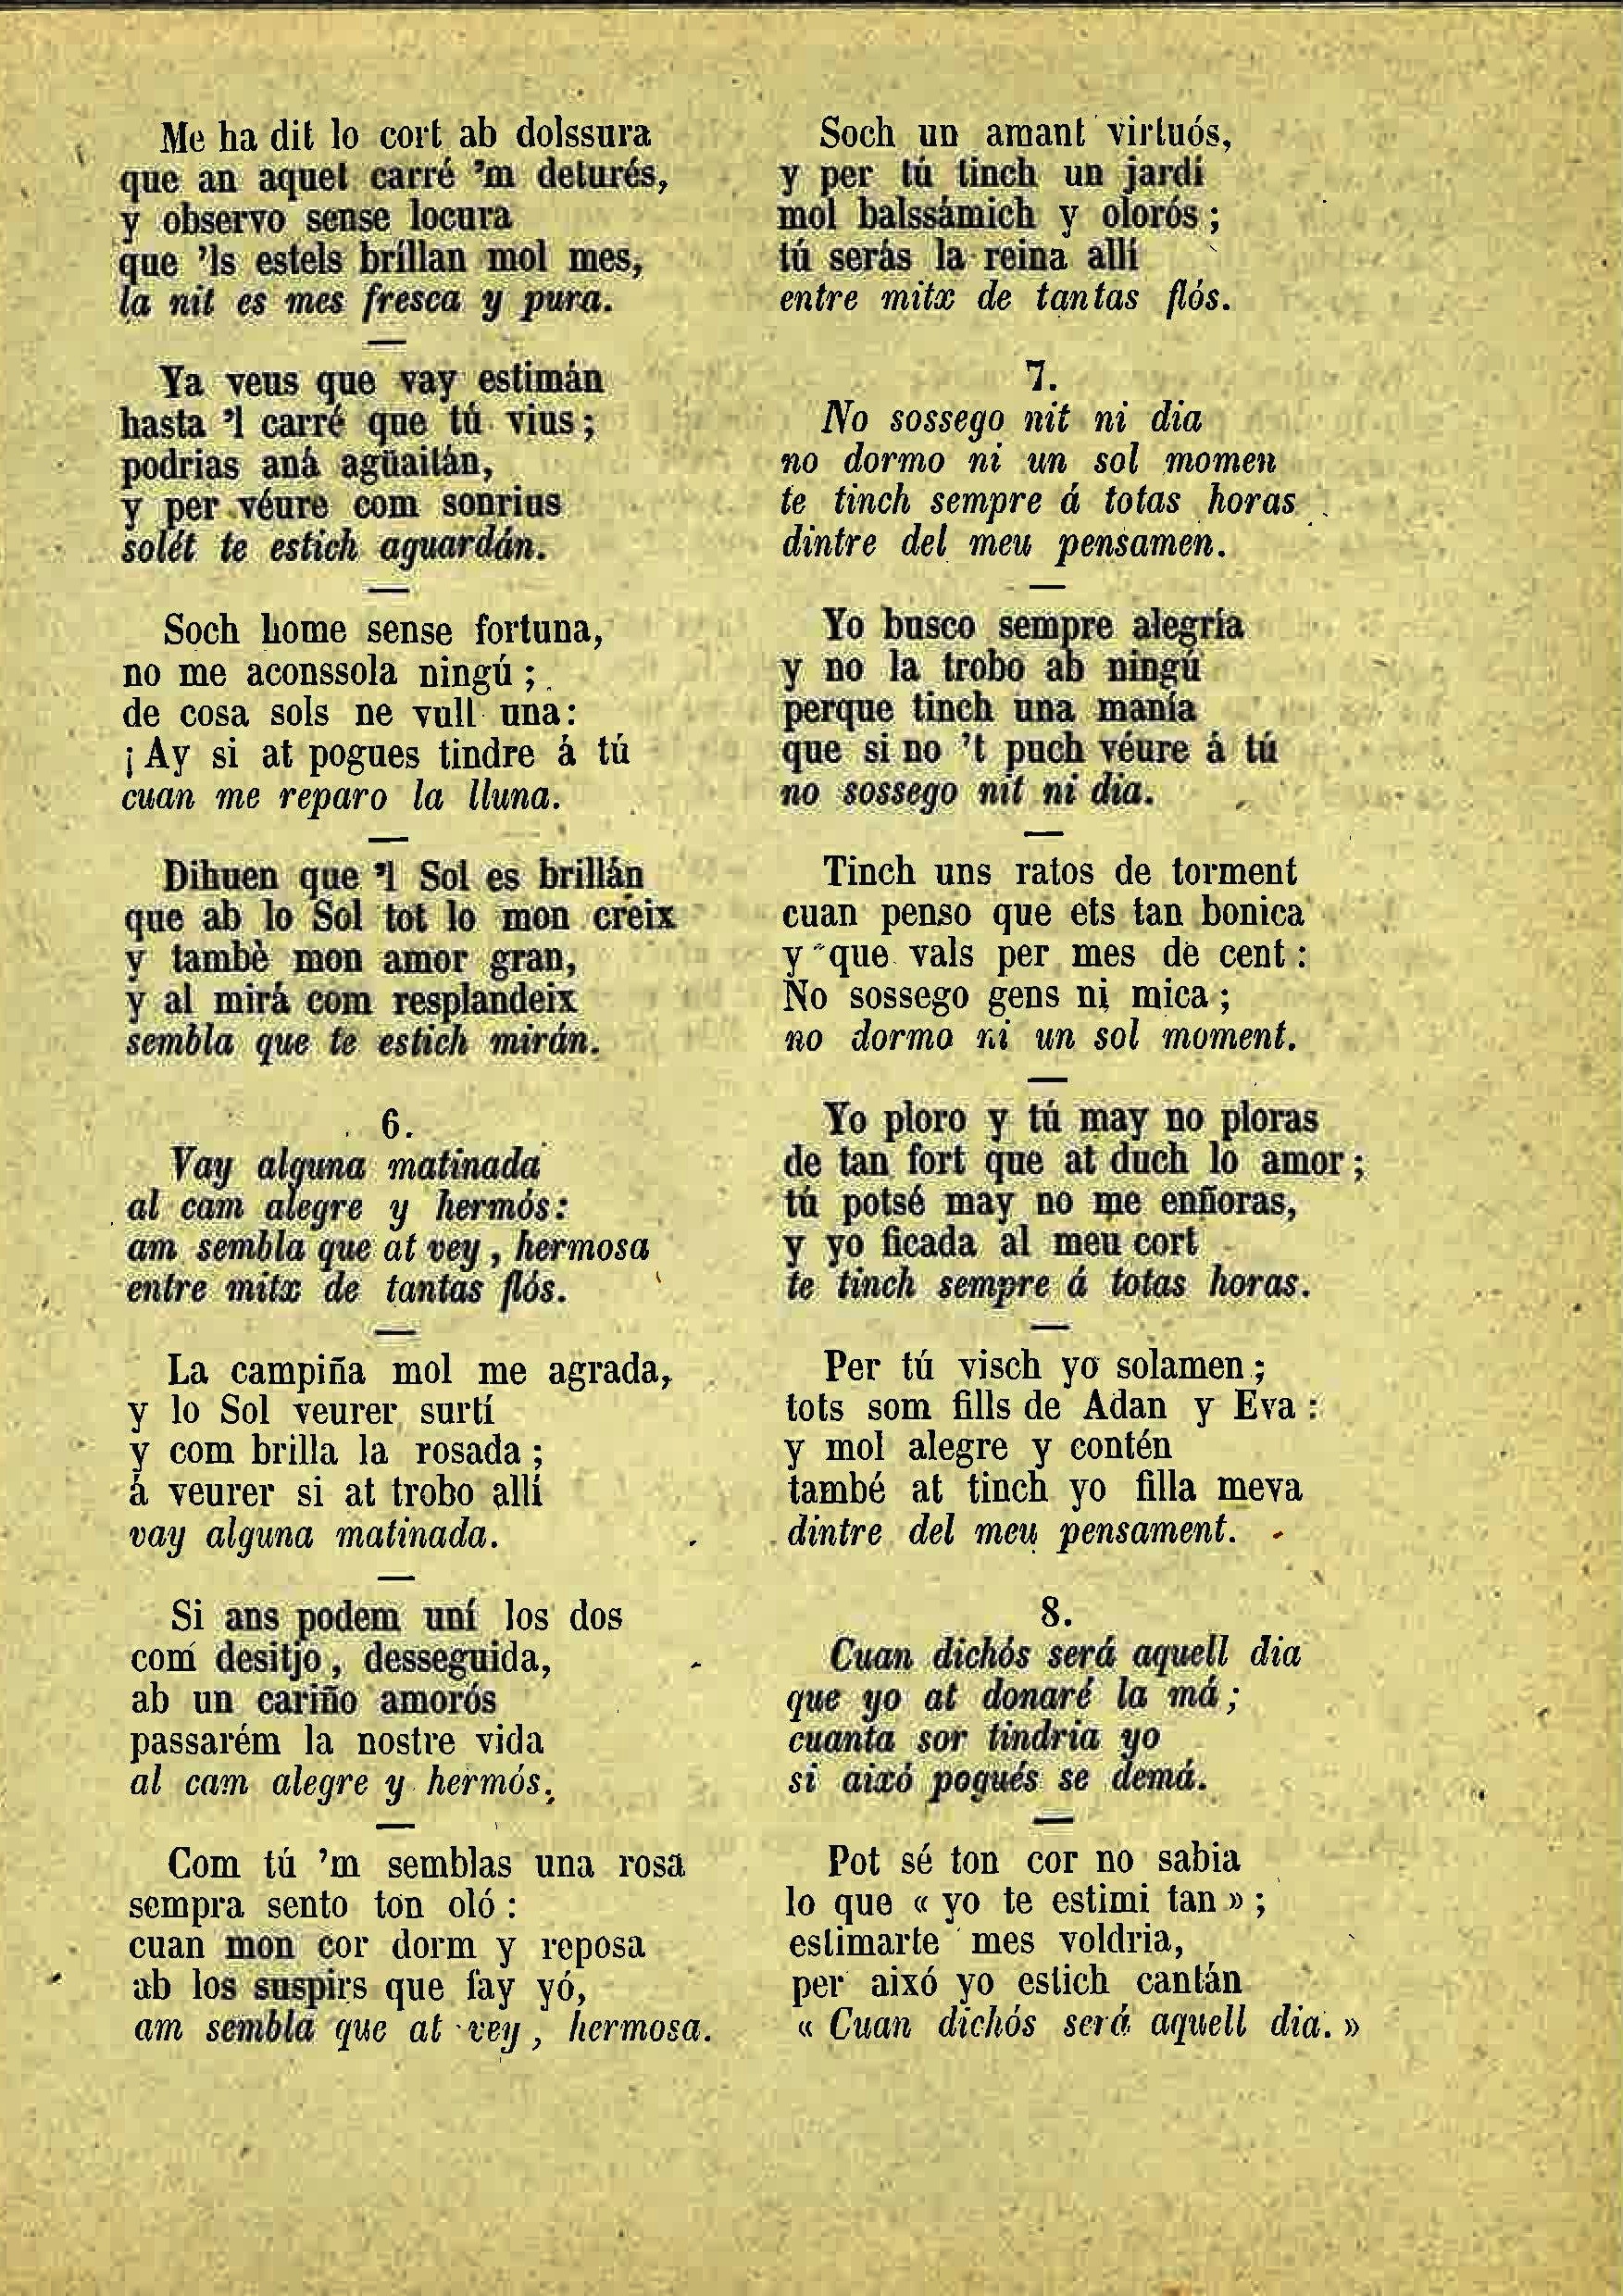 Me ha dit lo cort ab dolssura
que an aquet carré 'm deturés,
y observo sense locura
que 'ls estels brillan mol mes,
la nit es mes fresca y pura.
—
Ya veus que vay estimán
hasta 'l carré que tú vius;
podrias aná agüaitán,
y per véure com sonrius
solét te estich aguardán.
—
Soch home sense fortuna,
no me aconssola ningú;
de cosa sols ne vull una:
¡Ay si at pogues tindre á tú
cuan me reparo la lluna.
—
Dihuen que 'l Sol es brillán
que ab lo Sol tot lo mon creix
y tambè mon amor gran,
y al mirá com resplandeix
sembla que te estich mirán.
6.
Vay alguna matinada
al cam alegre y hermós:
am sembla que at vey, hermosa
entre mitx de tantas flós.
—
La campiña mol me agrada,
y lo Sol veurer surtí
y com brilla la rosada;
á veurer si at trobo allí
vay alguna matinada.
—
Si ans podem uní los dos
com desitjo, desseguida,
ab un cariño amorós
passarém la nostre vida
al cam alegre y hermós.
—
Com tú 'm semblas una rosa
sempra sento ton oló:
cuan mon cor dorm y reposa
ab los suspirs que fay yó,
am sembla que at vey, hermosa.
Soch un amant virtuós,
y per tú tinch un jardí
mol balssámich y olorós;
tú serás la reina allí
entre mitx de tantas flós.
7.
No sossego nit ni dia
no dormo ni un sol momen
te tinch sempre á totas horas
dintre del meu pensamen.
—
Yo busco sempre alegría
y no la trobo ab ningú
perque tinch una manía
que si no 't puch véure á tú
no sossego nit ni dia.
—
Tinch uns ratos de torment
cuan penso que ets tan bonica
y que vals per mes de cent:
No sossego gens ni mica;
no dormo ni un sol moment.
—
Yo ploro y tú may no ploras
de tan fort que at duch lo amor;
tú potsé may no me enñoras,
y yo ficada al meu cort
te tinch sempre á totas horas.
—
Per tú visch yo solamen;
tots som fills de Adan y Eva:
y mol alegre y contén
també at tinch yo filla meva
dintre del meu pensament.
8.
Cuan dichós será aquell dia
que yo at donaré la má;
cuanta sor tindria yo
si aixó pogués se demá.
—
Pot sé ton cor no sabia
lo que « yo te estimi tan »;
estimarte mes voldria,
per aixó yo estich cantán
« Cuan dichós será aquell dia. »